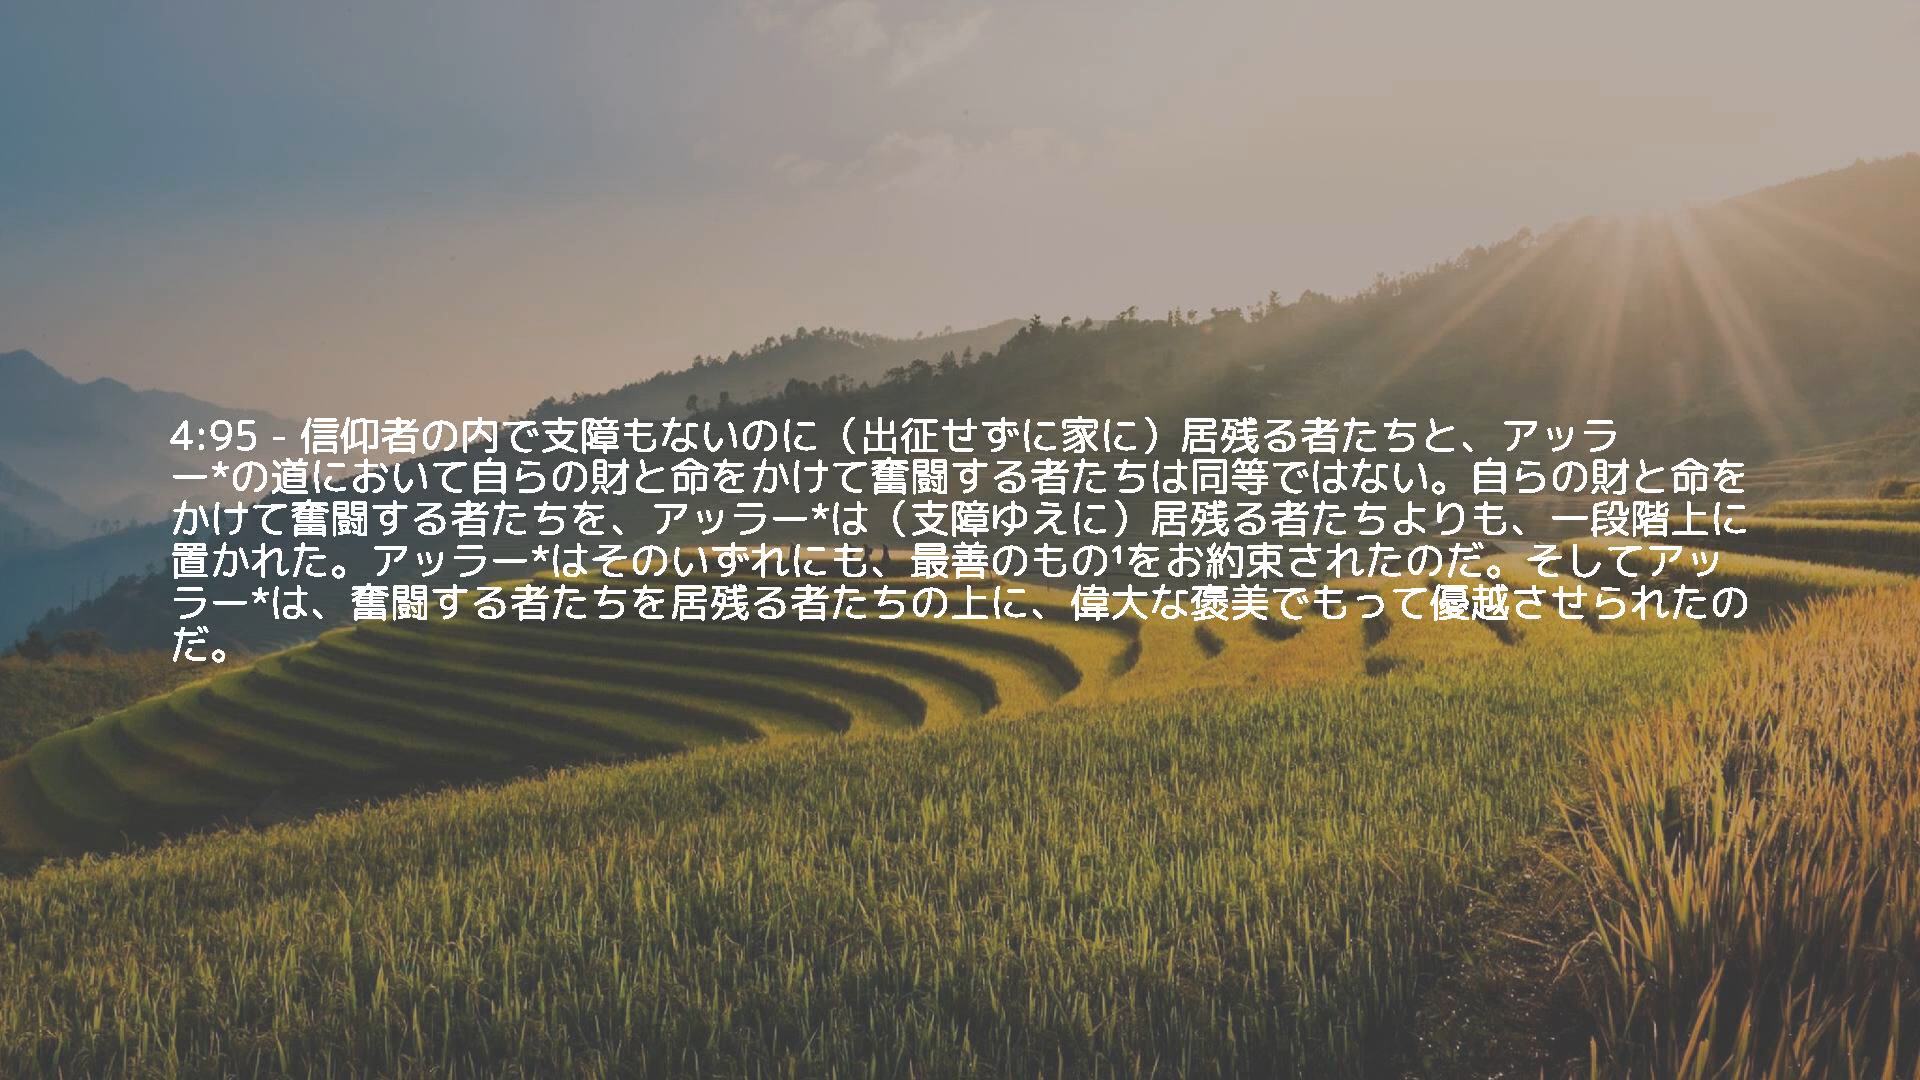 4:95 - 信仰者の内で支障もないのに（出征せずに家に）居残る者たちと、アッラ
ー*の道において自らの財と命をかけて奮闘する者たちは同等ではない。自らの財と命を
かけて奮闘する者たちを、アッラー*は（支障ゆえに）居残る者たちよりも、一段階上に
置かれた。アッラー*はそのいずれにも、最善のもの¹をお約束されたのだ。そしてアッ
ラー*は、奮闘する者たちを居残る者たちの上に、偉大な褒美でもって優越させられたの
だ。